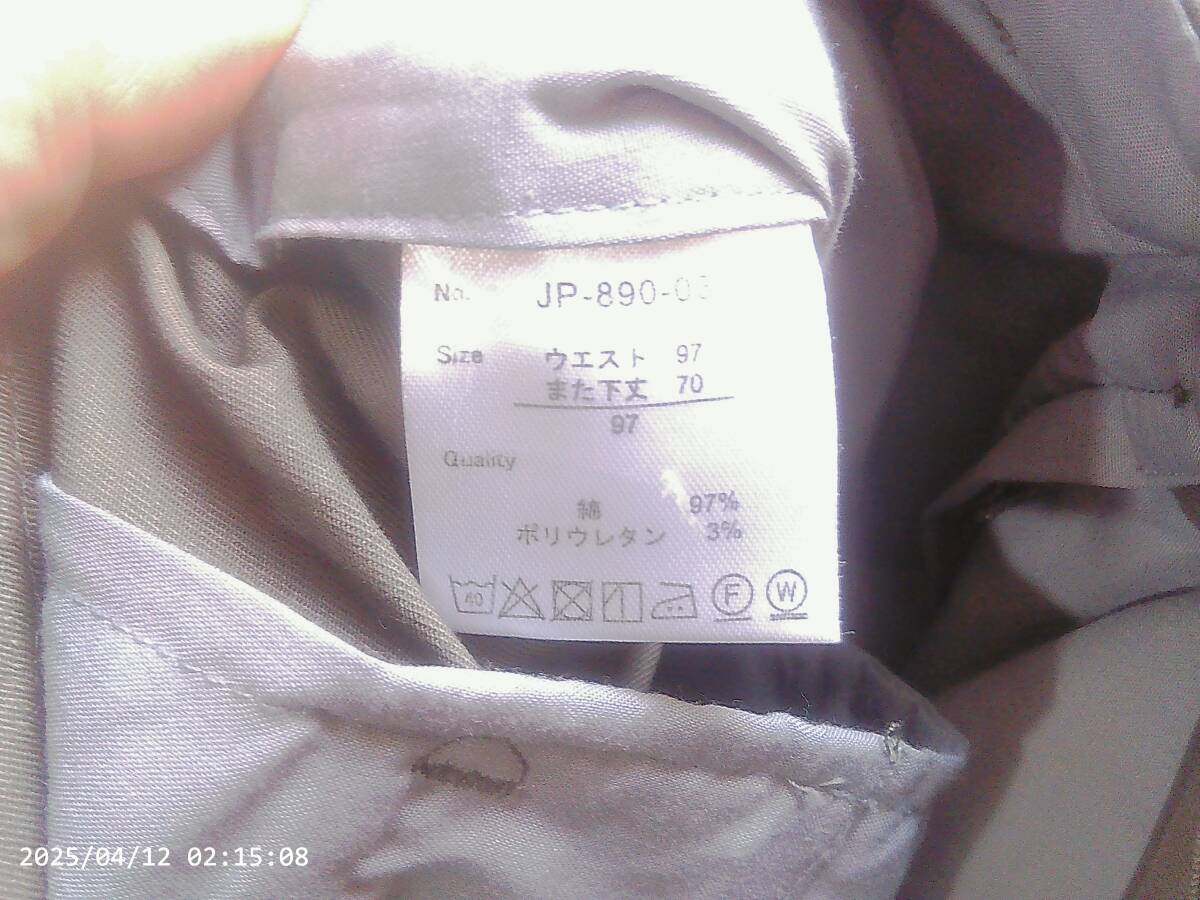 No. JP-890-03
Size ウエスト 97
また下丈 70
97
Quality
綿 97%
ポリウレタン 3%
40 F W
2025/04/12 02:15:08